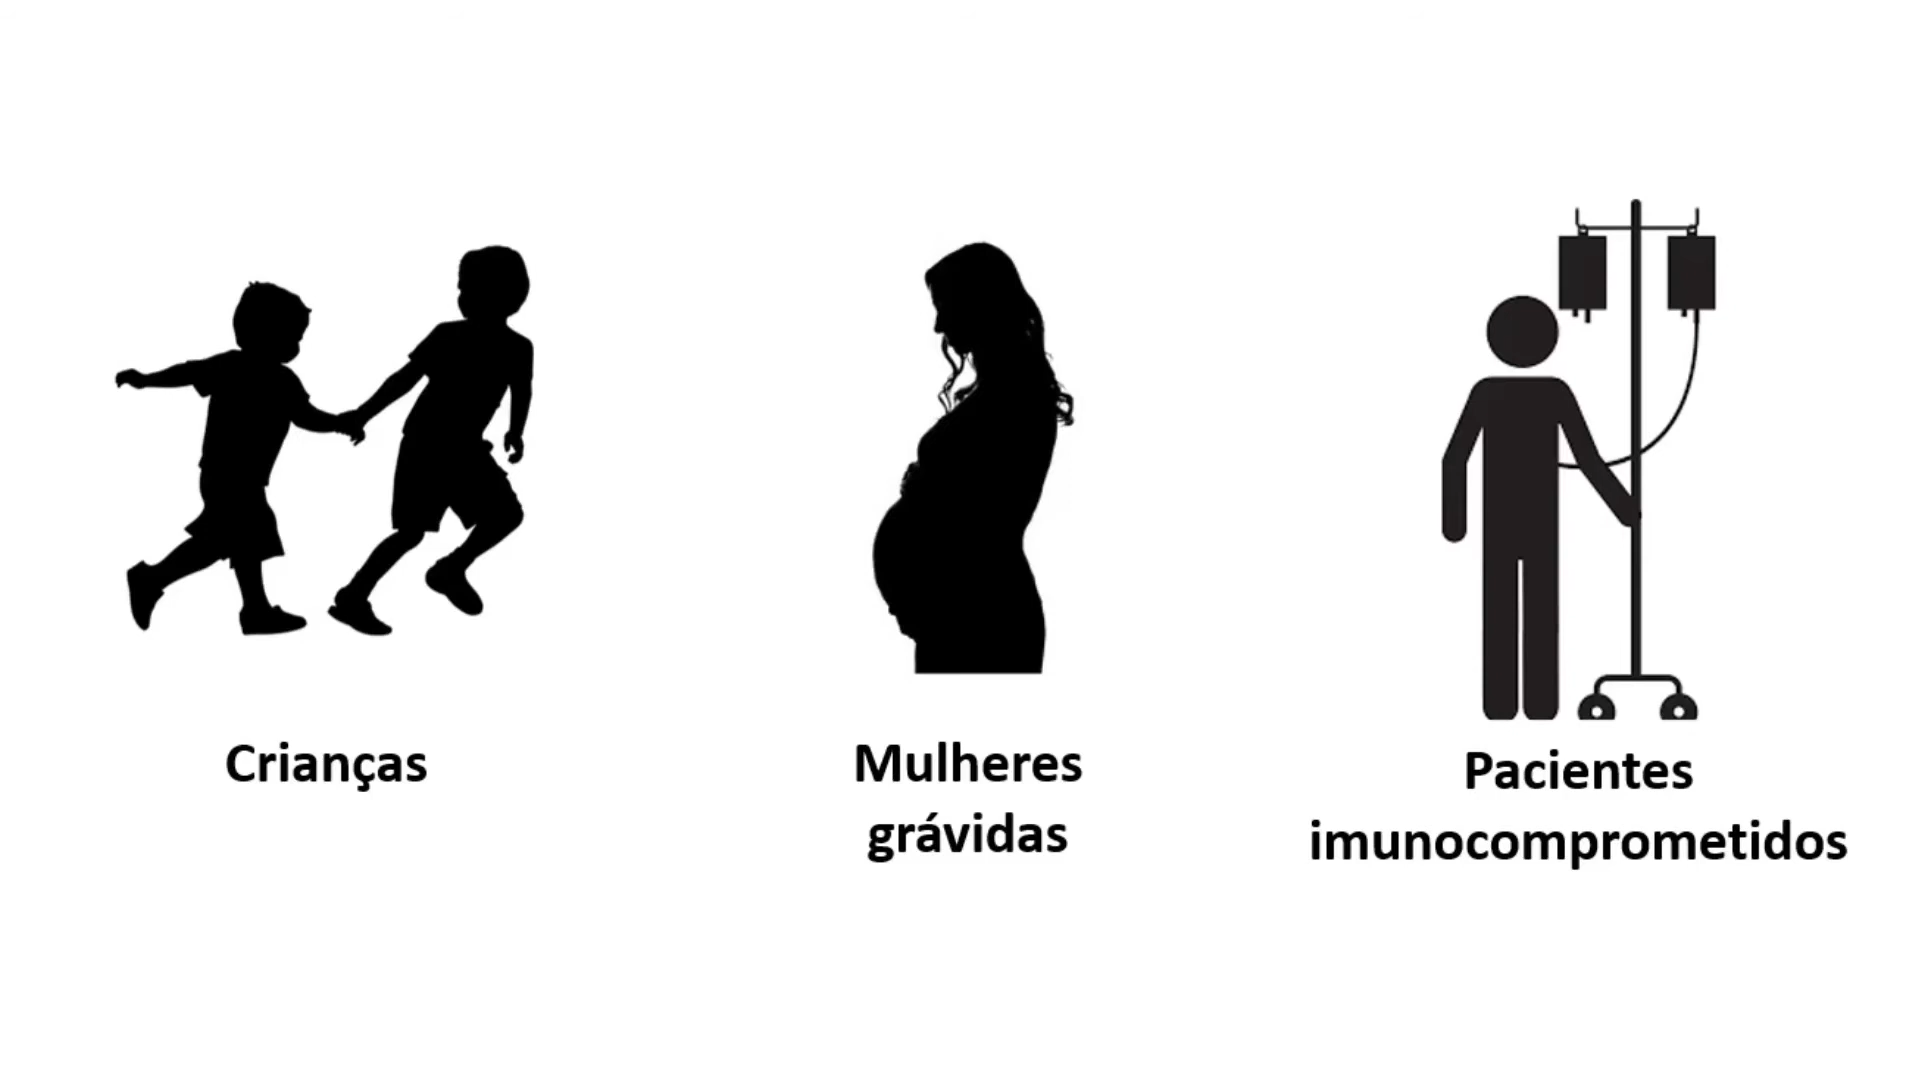 Crianças
Mulheres
grávidas
Pacientes
imunocomprometidos